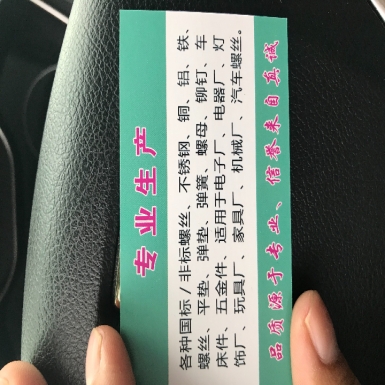 专业生产
各种国标/非标螺丝、不锈钢、铜、铝、铁、
螺丝、平垫、弹垫、弹簧、螺母、铆钉、车
床件、五金件、适用于电子厂、电器厂、灯
饰厂、玩具厂、家具厂、机械厂、汽车螺丝。
品质源于专业、信誉来自真诚